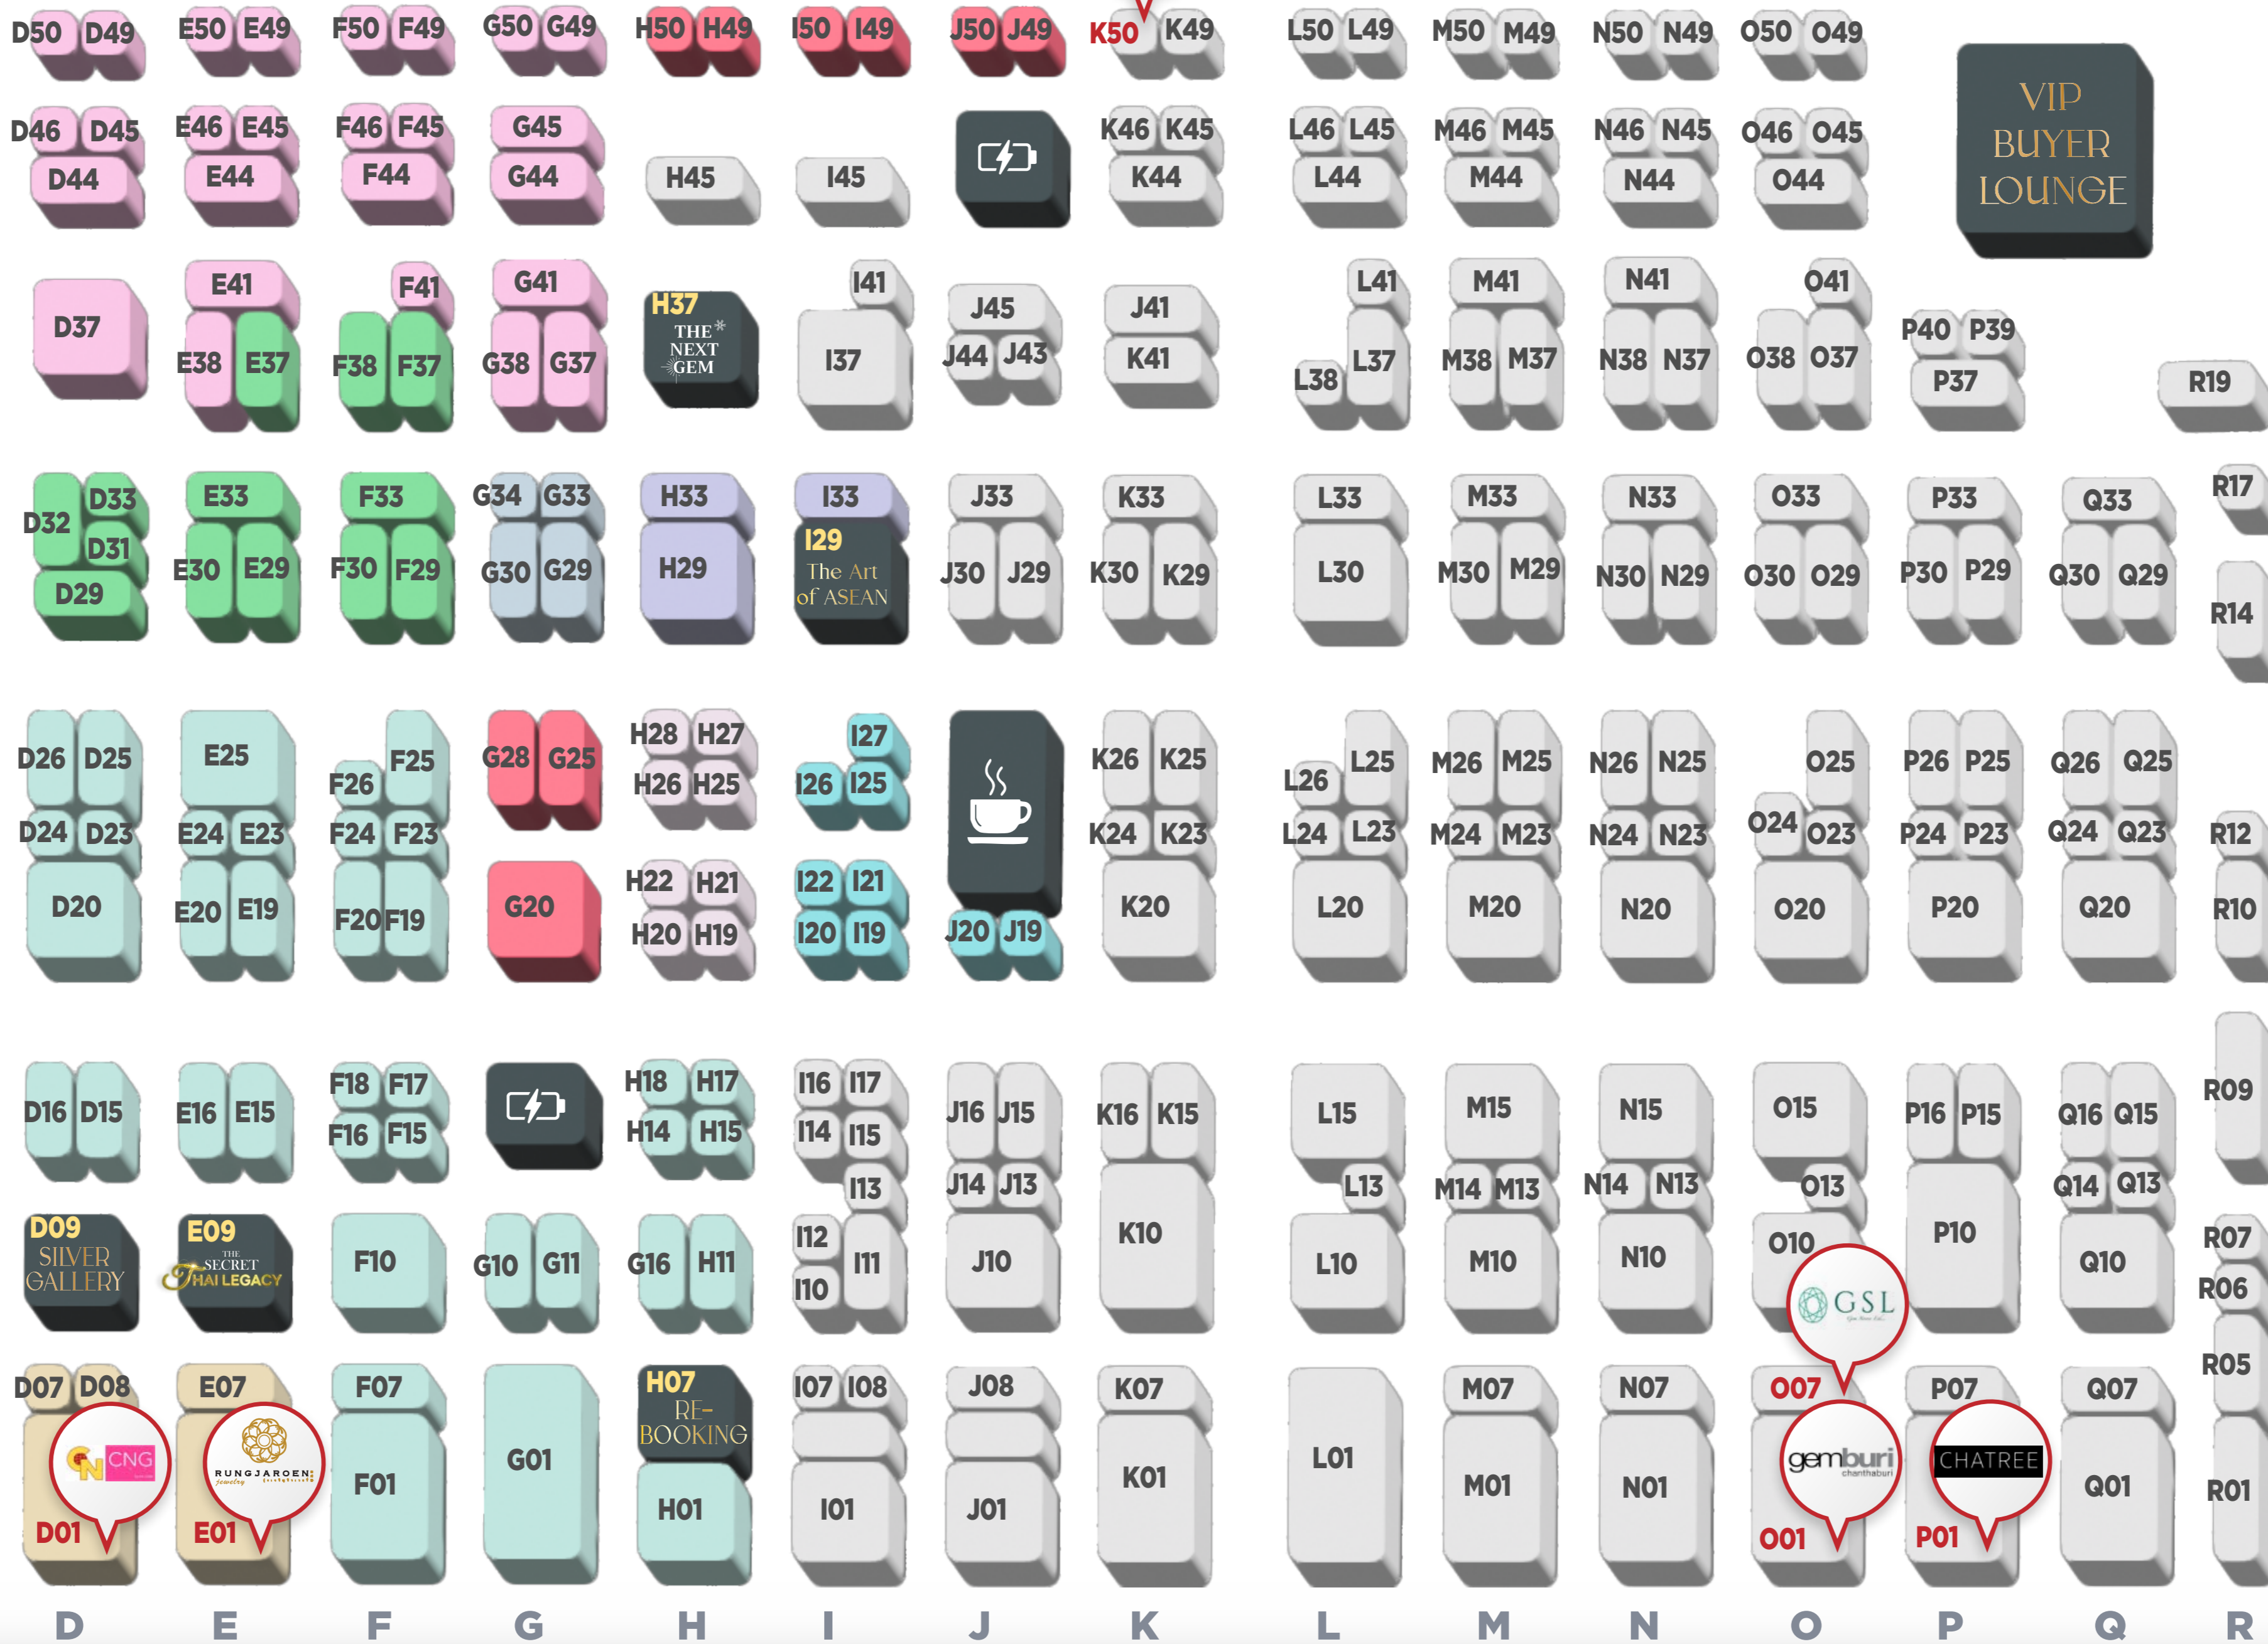 D50 D49 E50 E49 F50 F49 G50 G49 H50 H49 I50 I49 J50 J49 K50 K49 L50 L49 M50 M49 N50 N49 O50 O49
VIP
BUYER
LOUNGE
D46 D45 E46 E45 F46 F45 G45 K46 K45 L46 L45 M46 M45 N46 N45 O46 O45
D44 E44 F44 G44 H45 I45 K44 L44 M44 N44 O44
E41 F41 G41 I41 L41 M41 N41 O41
D37
H37
THE
NEXT
GEM
J45 J41
P40 P39
E38 E37 F38 F37 G38 G37 I37 J44 J43 K41 L38 L37 M38 M37 N38 N37 O38 O37
P37 R19
D32 D33 E33 F33 G34 G33 H33 I33 J33 K33 L33 M33 N33 O33 P33 Q33 R17
D31
I29
The Art
of ASEAN
D29 E30 E29 F30 F29 G30 G29 H29 J30 J29 K30 K29 L30 M30 M29 N30 N29 O30 O29 P30 P29 Q30 Q29 R14
H28 H27 I27
D26 D25 E25 F26 F25 G28 G25 H26 H25 I26 I25 K26 K25 L26 L25 M26 M25 N26 N25 O25 P26 P25 Q26 Q25
D24 D23 E24 E23 F24 F23 K24 K23 L24 L23 M24 M23 N24 N23 O24 O23 P24 P23 Q24 Q23 R12
H22 H21 I22 I21
D20 E20 E19 F20 F19 G20 K20 L20 M20 N20 O20 P20 Q20 R10
H20 H19 I20 I19 J20 J19
F18 F17 H18 H17 I16 I17
D16 D15 E16 E15 J16 J15 K16 K15 L15 M15 N15 O15 P16 P15 Q16 Q15 R09
F16 F15 H14 H15 I14 I15
I13 J14 J13 L13 M14 M13 N14 N13 O13 Q14 Q13
D09
SILVER
GALLERY
E09
THE
SECRET
THAI LEGACY
F10 G10 G11 G16 H11 I12 I11 J10 K10 L10 M10 N10 O10 P10 Q10 R07
I10 R06
GSL
D07 D08 E07 F07
H07
RE-
BOOKING
I07 I08 J08 K07 M07 N07 O07 P07 Q07 R05
CN CNG
RUNGJAROEN
jewelry
gemburi
chanthaburi
CHATREE
F01 G01 H01 I01 J01 K01 L01 M01 N01 Q01 R01
D01 E01 O01 P01
D E F G H I J K L M N O P Q R